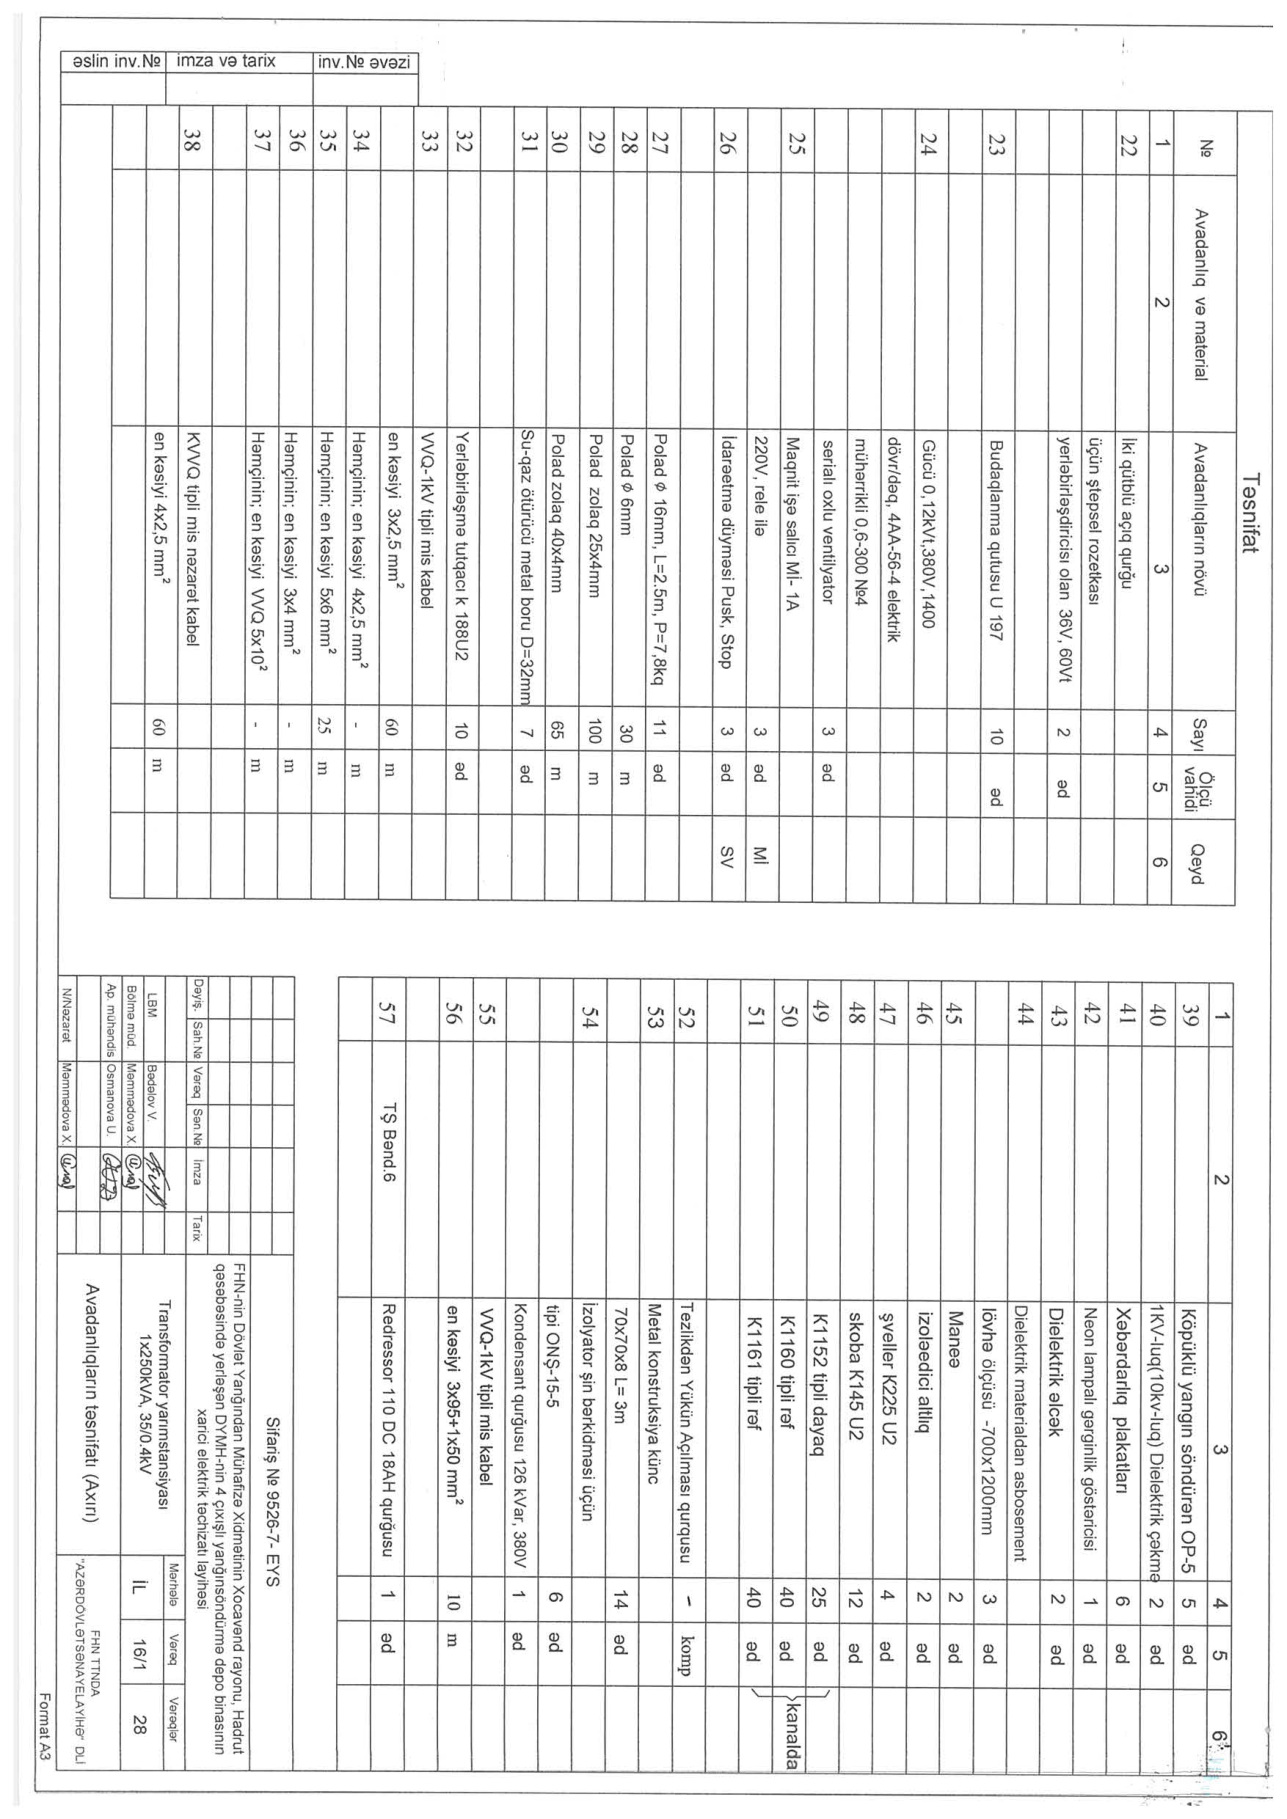 Təsnifat
№ Avadanlıq və material Avadanlıqların növü Sayı Ölçü vahidi Qeyd
1 2 3 4 5 6
22 İki qütblü açıq qurğu
üçün ştepsel rozetkası
yerləbirləşdiricisi olan 36V, 60Vt 2 əd
23 Budaqlanma qutusu U 197 10 əd
24 Gücü 0,12kVt,380V,1400
dövr/dəq, 4AA-56-4 elektrik
mühərrikli 0,6-300 №4
serialı oxlu ventilyator 3 əd
25 Maqnit işə salıcı Mİ- 1A
220V, rele ilə 3 əd Mİ
26 İdarəetmə düyməsi Pusk, Stop 3 əd SV
27 Polad ϕ 16mm, L=2.5m, P=7,8kq 11 əd
28 Polad ϕ 6mm 30 m
29 Polad zolaq 25x4mm 100 m
30 Polad zolaq 40x4mm 65 m
31 Su-qaz ötürücü metal boru D=32mm 7 əd
32 Yerləbirləşmə tutqacı k 188U2 10 əd
33 VVQ-1kV tipli mis kabel
en kəsiyi 3x2,5 mm² 60 m
34 Həmçinin; en kəsiyi 4x2,5 mm² - m
35 Həmçinin; en kəsiyi 5x6 mm² 25 m
36 Həmçinin; en kəsiyi 3x4 mm² - m
37 Həmçinin; en kəsiyi VVQ 5x10² - m
38 KVVQ tipli mis nəzarət kabel
en kəsiyi 4x2,5 mm² 60 m
əslin inv.№ imza və tarix inv.№ əvəzi
1 2 3 4 5 6
39 Köpüklü yangın söndürən OP-5 5 əd
40 1KV-luq(10kv-luq) Dielektrik çəkmə 2 əd
41 Xəbərdarlıq plakatları 6 əd
42 Neon lampalı gərginlik göstəricisi 1 əd
43 Dielektrik əlcək 2 əd
44 Dielektrik materialdan asbosement
lövhə ölçüsü -700x1200mm 3 əd
45 Maneə 2 əd
46 izoləedici altlıq 2 əd
47 şveller K225 U2 4 əd
48 skoba K145 U2 12 əd
49 K1152 tipli dayaq 25 əd
50 K1160 tipli rəf 40 əd kanalda
51 K1161 tipli rəf 40 əd
52 Tezlikdən Yükün Açılması qurqusu - komp
53 Metal konstruksiya künc
70x70x8 L= 3m 14 əd
54 İzolyator şin bərkidməsi üçün
tipi ONŞ-15-5 6 əd
Kondensant qurğusu 126 kVar, 380V 1 əd
55 VVQ-1kV tipli mis kabel
56 en kəsiyi 3x95+1x50 mm² 10 m
57 TŞ Bənd.6 Redressor 110 DC 18AH qurğusu 1 əd
Sifariş № 9526-7- EYS
FHN-nin Dövlət Yanğından Mühafizə Xidmətinin Xocavənd rayonu, Hadrut
qəsəbəsində yerləşən DYMH-nin 4 çıxışlı yanğınsöndürmə depo binasının
xarici elektrik təchizatı layihəsi
Dəyiş. Sah.№ Vərəq Sən.№ İmza Tarix
LBM Bədəlov V.
Bölmə müd. Məmmədova X.
Ap. mühəndis Osmanova U.
N/Nəzarət Məmmədova X.
Transformator yarımstansiyası
1x250kVA, 35/0.4kV
Mərhələ Vərəq Vərəqlər
İL 16/1 28
Avadanlıqların təsnifatı (Axırı)
FHN TTNDA
"AZƏRDÖVLƏTSƏNAYELAYİHƏ" DLİ
Format A3